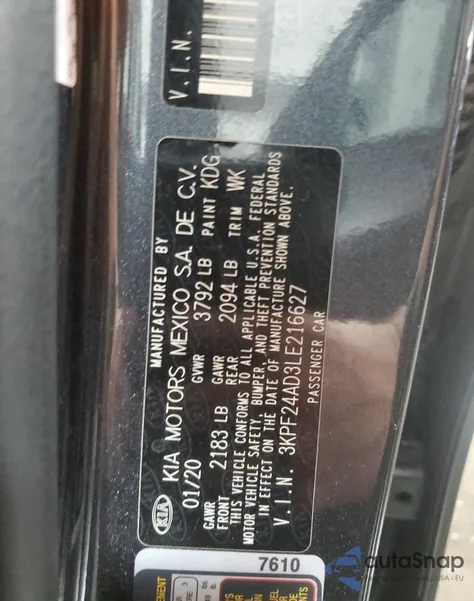 V.I.N.
MANUFACTURED BY
KIA KIA MOTORS MEXICO S.A. DE C.V.
01/20 GVWR 3792 LB PAINT KDG
GAWR FRONT 2183 LB GAWR REAR 2094 LB TRIM WK
THIS VEHICLE CONFORMS TO ALL APPLICABLE U.S.A. FEDERAL
MOTOR VEHICLE SAFETY, BUMPER, AND THEFT PREVENTION STANDARDS
IN EFFECT ON THE DATE OF MANUFACTURE SHOWN ABOVE.
V.I.N. 3KPF24AD3LE216627
PASSENGER CAR
7610
autoSnap